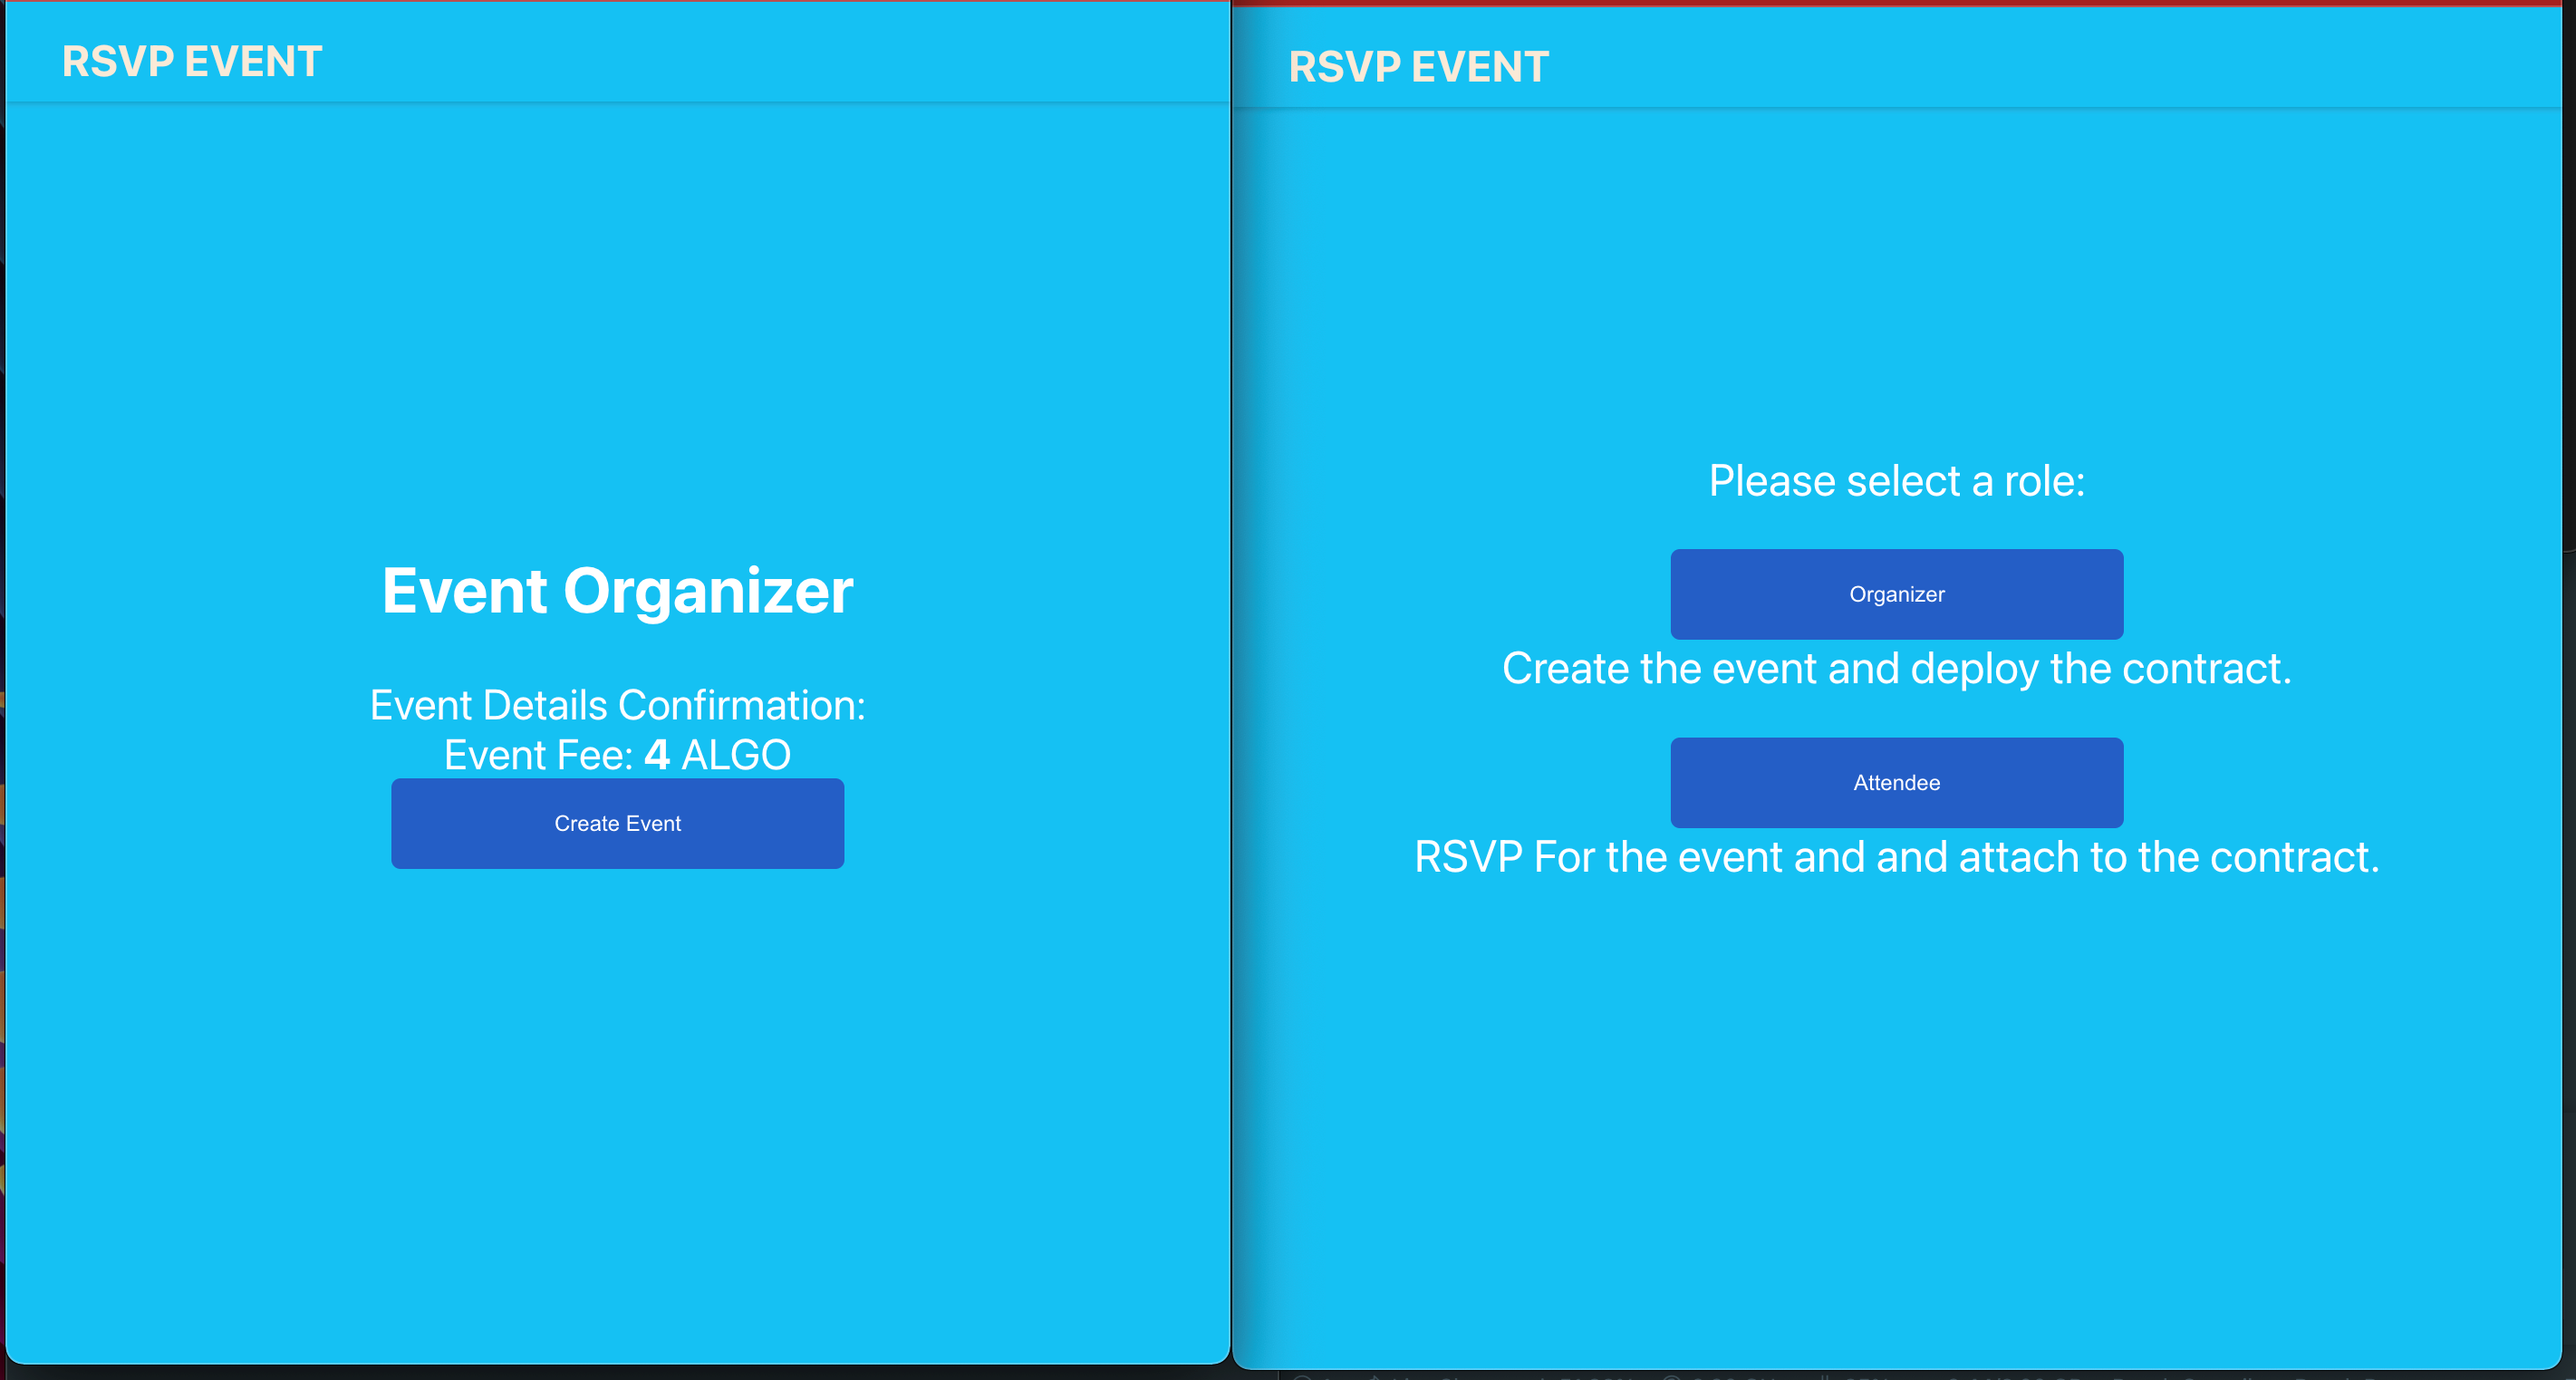 RSVP EVENT
Event Organizer
Event Details Confirmation:
Event Fee: 4 ALGO
Create Event
RSVP EVENT
Please select a role:
Organizer
Create the event and deploy the contract.
Attendee
RSVP For the event and and attach to the contract.